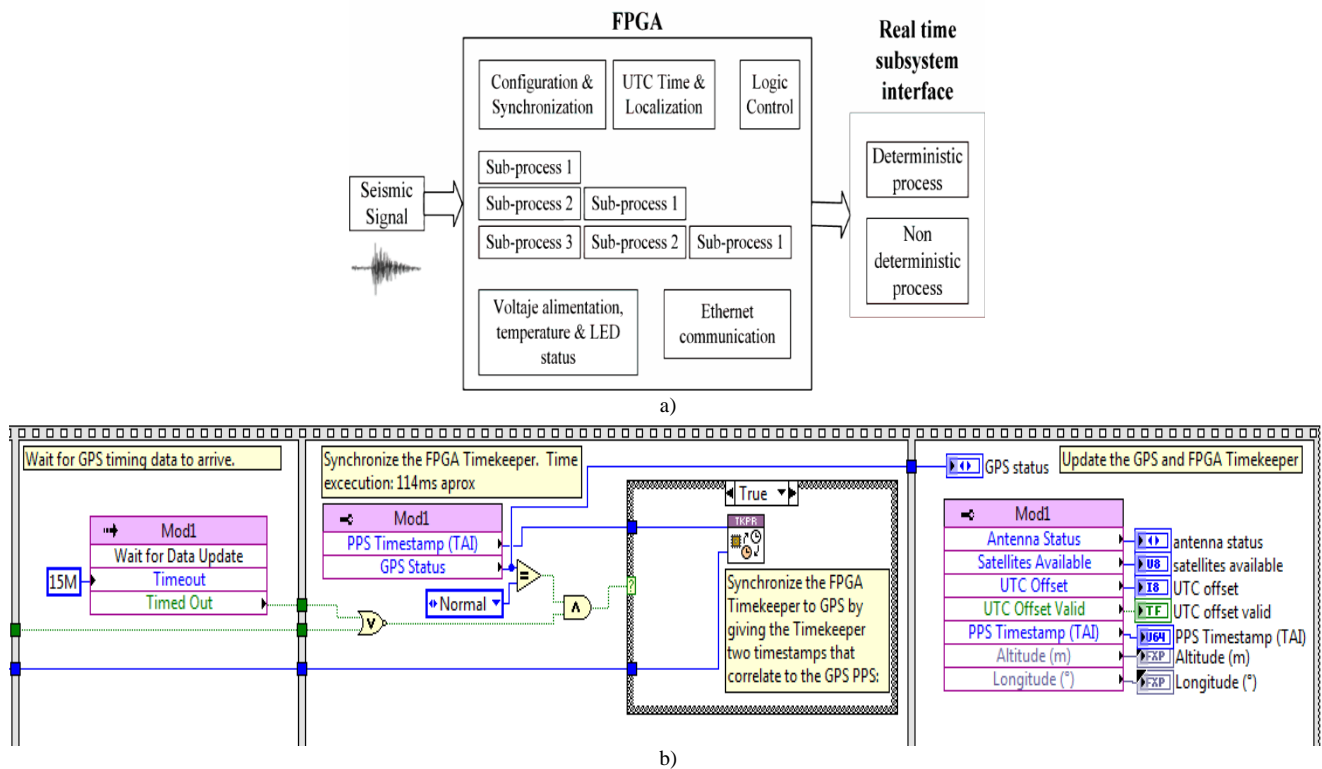 FPGA
Real time
subsystem
interface
Configuration &
Synchronization
UTC Time &
Localization
Logic
Control
Seismic
Signal
Sub-process 1
Sub-process 2
Sub-process 1
Sub-process 3
Sub-process 2
Sub-process 1
Voltaje alimentation,
temperature & LED
status
Ethernet
communication
Deterministic
process
Non
deterministic
process
a)
Wait for GPS timing data to arrive.
15M
Mod1
Wait for Data Update
Timeout
Timed Out
Synchronize the FPGA Timekeeper. Time
excecution: 114ms aprox
Mod1
PPS Timestamp (TAI)
GPS Status
=
Normal
V
Λ
?
True
TKPR
Synchronize the FPGA
Timekeeper to GPS by
giving the Timekeeper
two timestamps that
correlate to the GPS PPS:
GPS status
Update the GPS and FPGA Timekeeper
Mod1
Antenna Status
antenna status
Satellites Available
U8
satellites available
UTC Offset
I8
UTC offset
UTC Offset Valid
TF
UTC offset valid
PPS Timestamp (TAI)
U64
PPS Timestamp (TAI)
Altitude (m)
FXP
Altitude (m)
Longitude (°)
FXP
Longitude (°)
b)